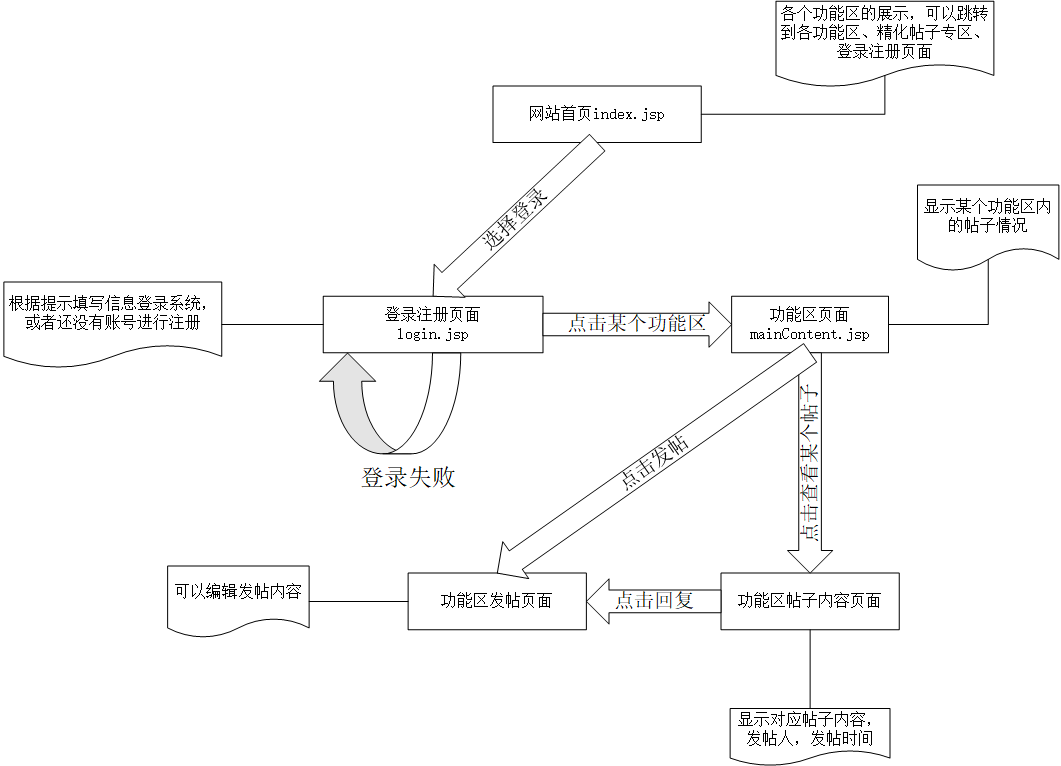 各个功能区的展示，可以跳转
到各功能区、精化帖子专区、
登录注册页面
网站首页index.jsp
选择登录
显示某个功能区内
的帖子情况
根据提示填写信息登录系统，
或者还没有账号进行注册
登录注册页面
login.jsp
点击某个功能区
功能区页面
mainContent.jsp
登录失败
点击发帖
点击查看某个帖子
可以编辑发帖内容
功能区发帖页面
点击回复
功能区帖子内容页面
显示对应帖子内容，
发帖人，发帖时间